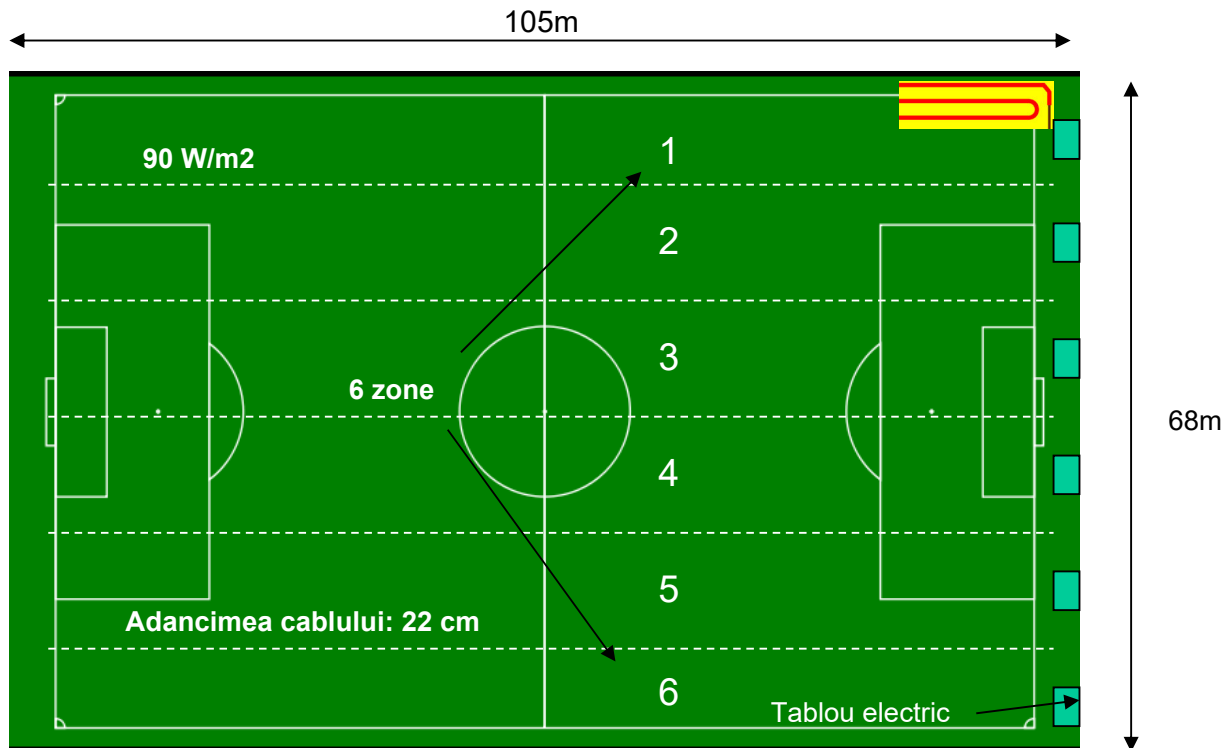 105m
90 W/m2
1
2
3
6 zone
68m
4
5
Adancimea cablului: 22 cm
6
Tablou electric